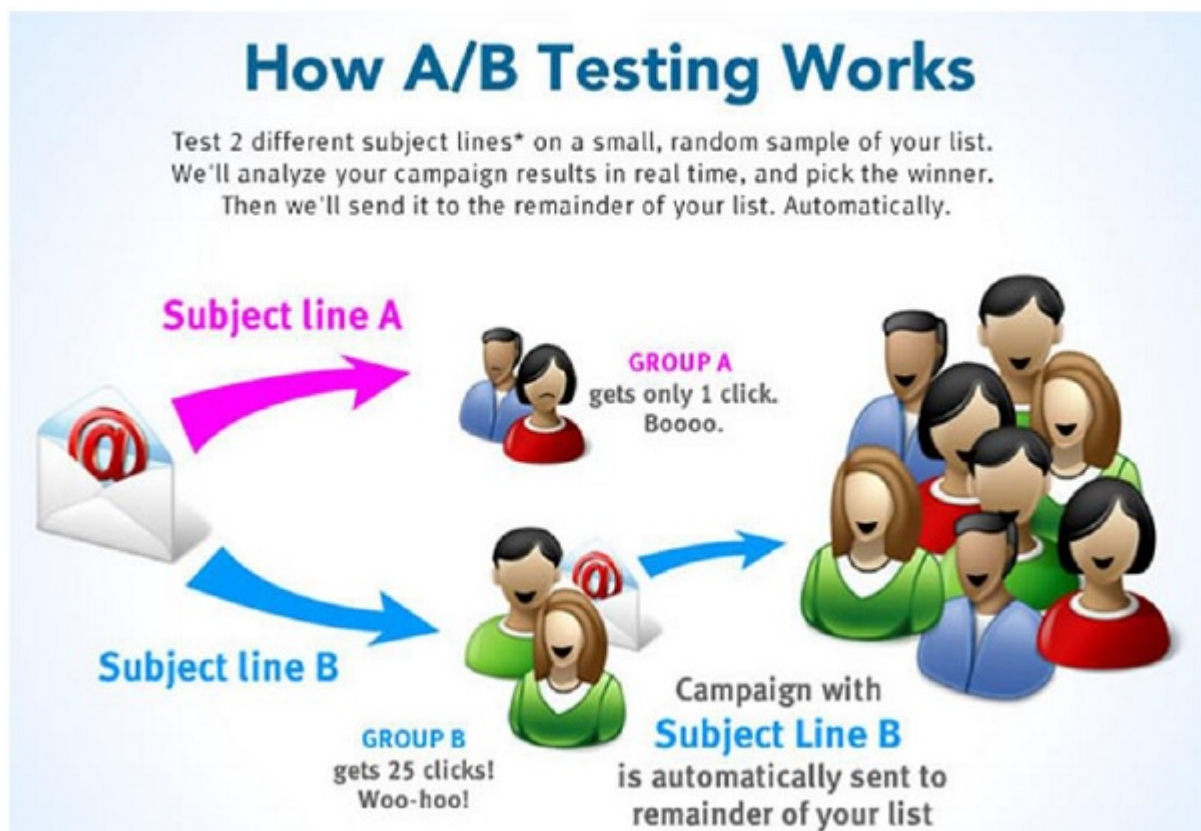 How A/B Testing Works
Test 2 different subject lines* on a small, random sample of your list.
We'll analyze your campaign results in real time, and pick the winner.
Then we'll send it to the remainder of your list. Automatically.
Subject line A
GROUP A
gets only 1 click.
Boooo.
@
@
Subject line B
GROUP B
gets 25 clicks!
Woo-hoo!
Campaign with
Subject Line B
is automatically sent to
remainder of your list